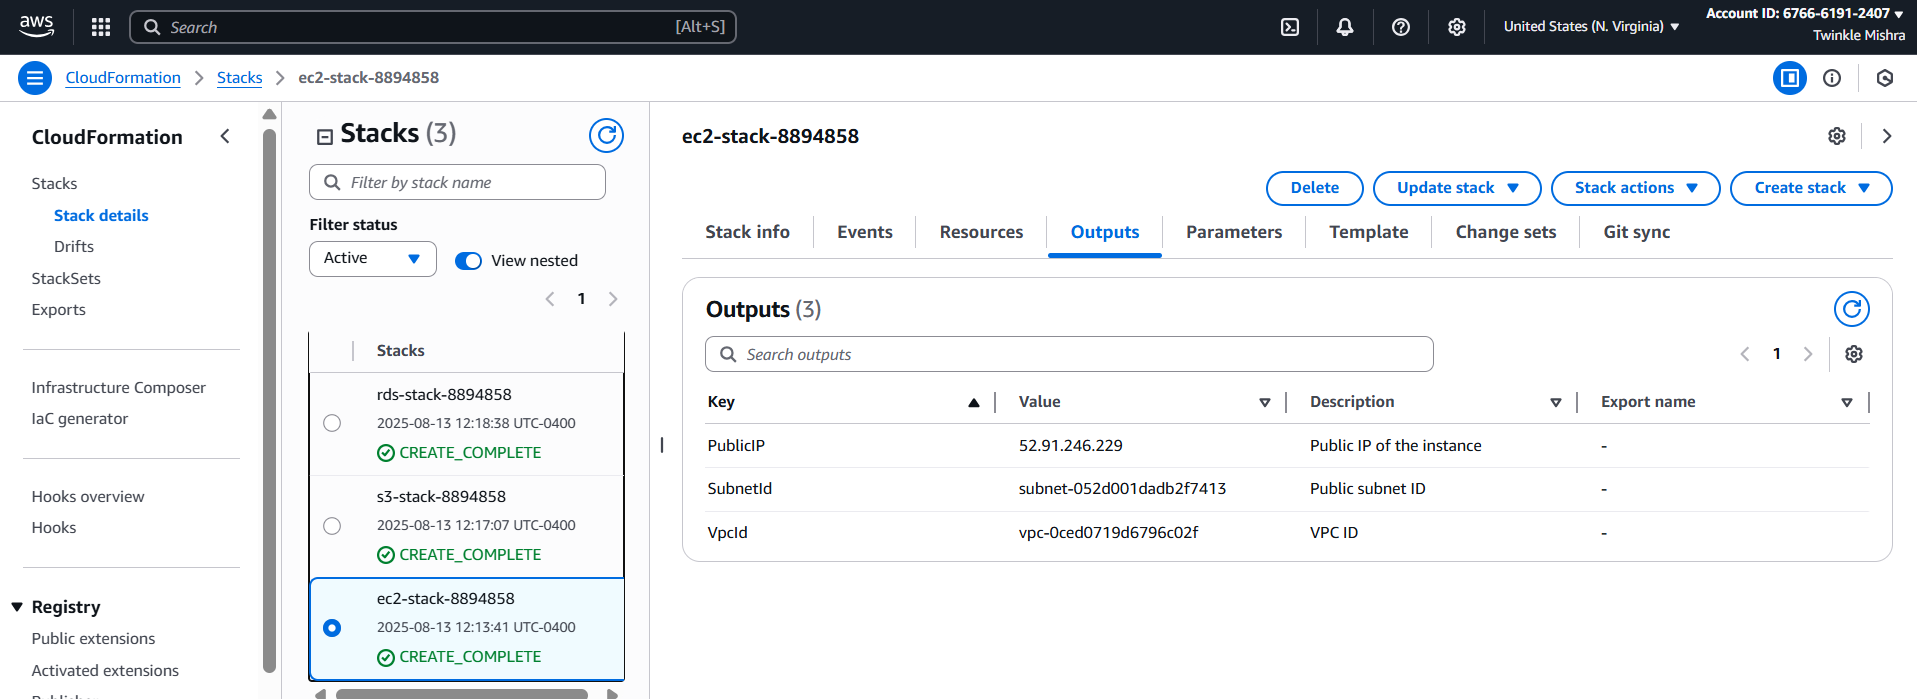 aws
Search [Alt+S]
United States (N. Virginia)
Account ID: 6766-6191-2407
Twinkle Mishra
CloudFormation
Stacks
ec2-stack-8894858
CloudFormation
Stacks
Stack details
Drifts
StackSets
Exports
Infrastructure Composer
IaC generator
Hooks overview
Hooks
Registry
Public extensions
Activated extensions
Stacks (3)
Filter by stack name
Filter status
Active
View nested
1
Stacks
rds-stack-8894858
2025-08-13 12:18:38 UTC-0400
CREATE_COMPLETE
s3-stack-8894858
2025-08-13 12:17:07 UTC-0400
CREATE_COMPLETE
ec2-stack-8894858
2025-08-13 12:13:41 UTC-0400
CREATE_COMPLETE
ec2-stack-8894858
Delete Update stack Stack actions Create stack
Stack info Events Resources Outputs Parameters Template Change sets Git sync
Outputs (3)
Search outputs
1
Key Value Description Export name
PublicIP 52.91.246.229 Public IP of the instance -
SubnetId subnet-052d001dadb2f7413 Public subnet ID -
VpcId vpc-0ced0719d6796c02f VPC ID -